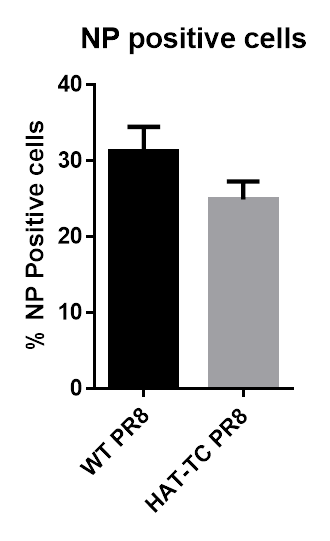 NP positive cells
% NP Positive cells
40
30
20
10
0
WT PR8
HAT-TC PR8